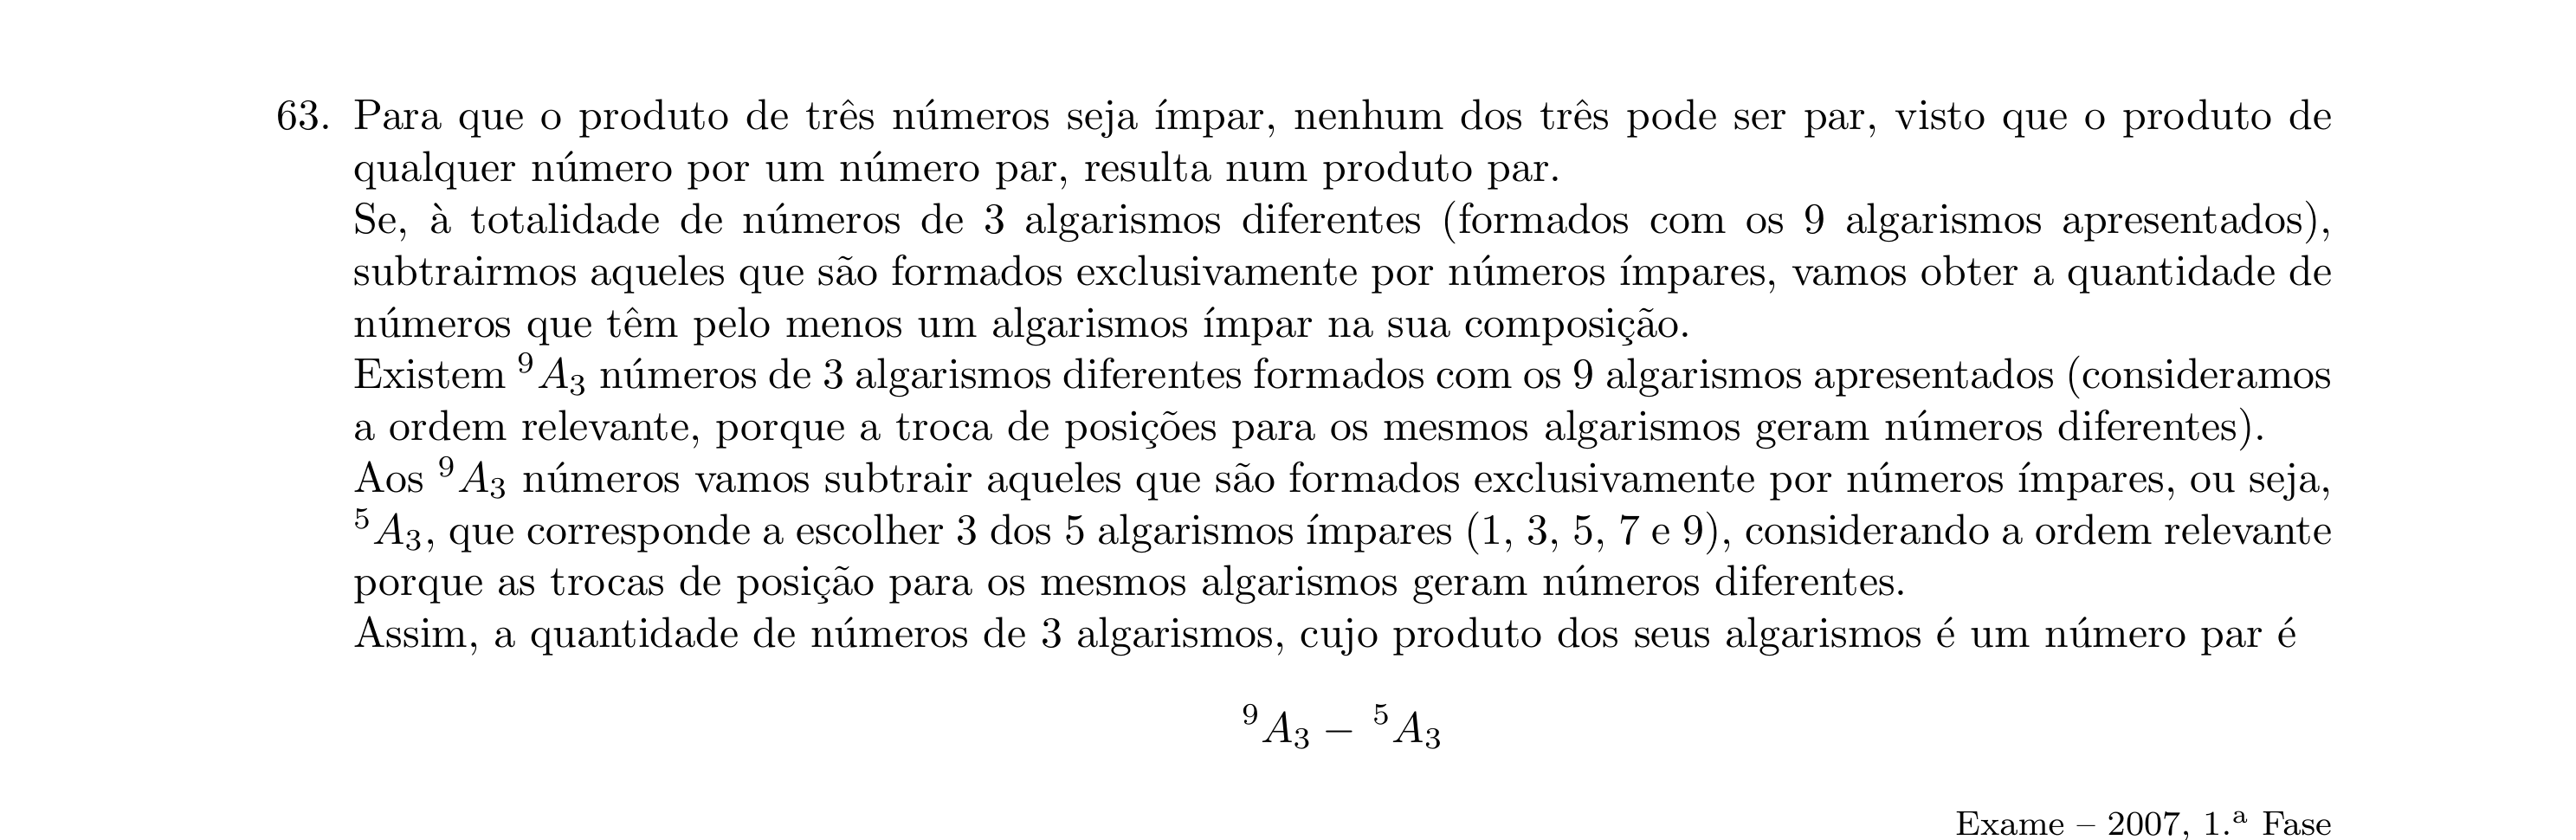 63. Para que o produto de três números seja ímpar, nenhum dos três pode ser par, visto que o produto de
qualquer número por um número par, resulta num produto par.
Se, à totalidade de números de 3 algarismos diferentes (formados com os 9 algarismos apresentados),
subtrairmos aqueles que são formados exclusivamente por números ímpares, vamos obter a quantidade de
números que têm pelo menos um algarismos ímpar na sua composição.
Existem ⁹A₃ números de 3 algarismos diferentes formados com os 9 algarismos apresentados (consideramos
a ordem relevante, porque a troca de posições para os mesmos algarismos geram números diferentes).
Aos ⁹A₃ números vamos subtrair aqueles que são formados exclusivamente por números ímpares, ou seja,
⁵A₃, que corresponde a escolher 3 dos 5 algarismos ímpares (1, 3, 5, 7 e 9), considerando a ordem relevante
porque as trocas de posição para os mesmos algarismos geram números diferentes.
Assim, a quantidade de números de 3 algarismos, cujo produto dos seus algarismos é um número par é
⁹A₃ − ⁵A₃
Exame – 2007, 1.ª Fase